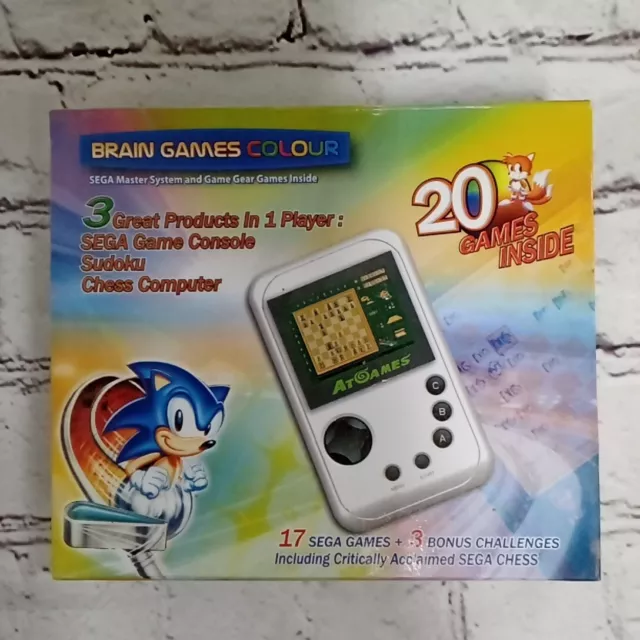 BRAIN GAMES COLOUR
SEGA Master System and Game Gear Games Inside
3 Great Products in 1 Player :
SEGA Game Console
Sudoku
Chess Computer
20
GAMES
INSIDE
ATGAMES
C
B
A
17 SEGA GAMES + 3 BONUS CHALLENGES
Including Critically Acclaimed SEGA CHESS